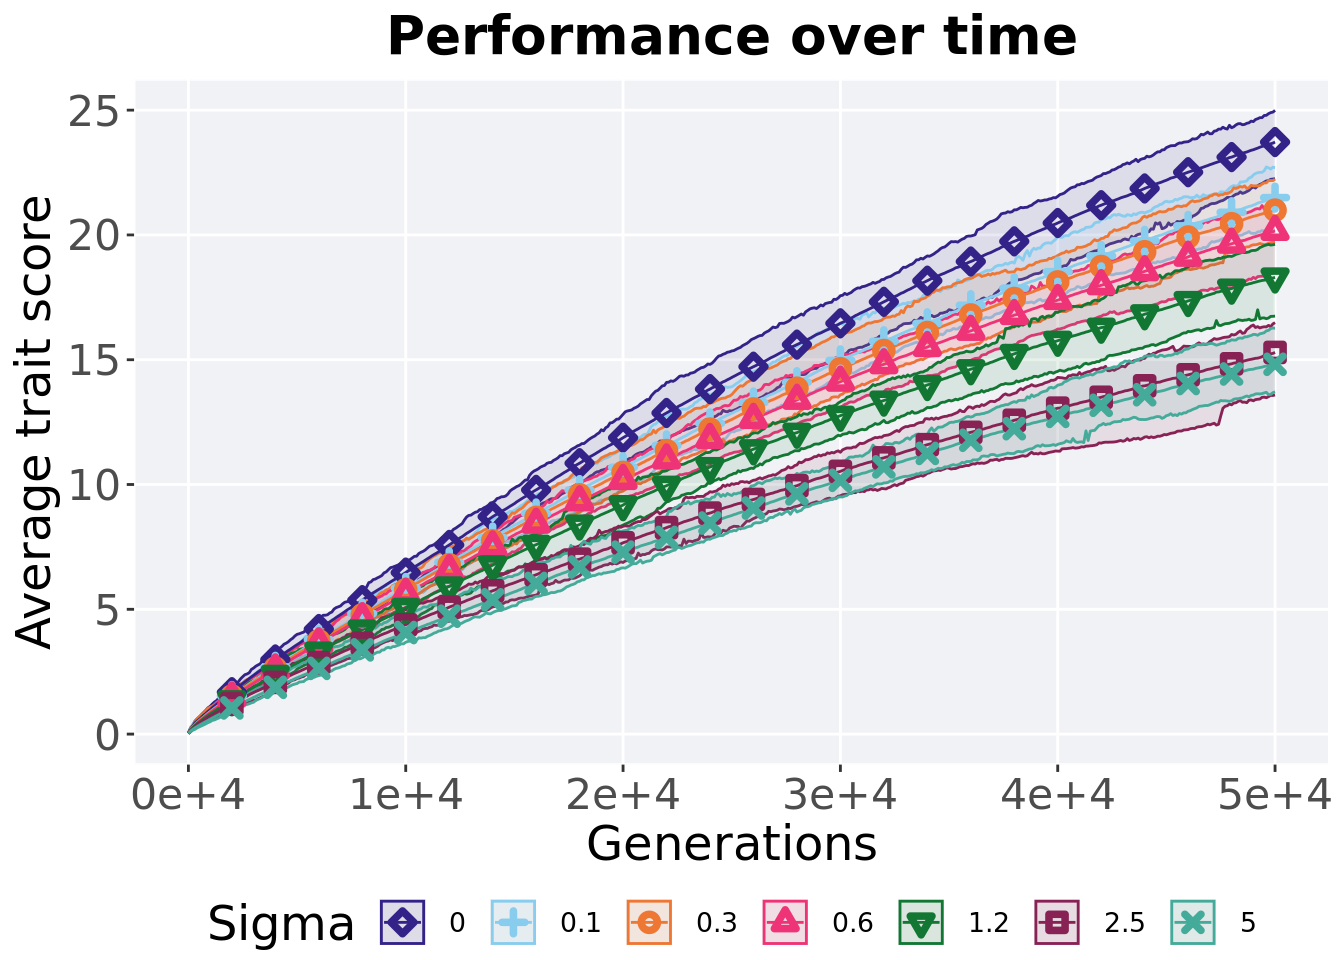 Performance over time
Average trait score
25
20
15
10
5
0
0e+4 1e+4 2e+4 3e+4 4e+4 5e+4
Generations
Sigma 0 0.1 0.3 0.6 1.2 2.5 5